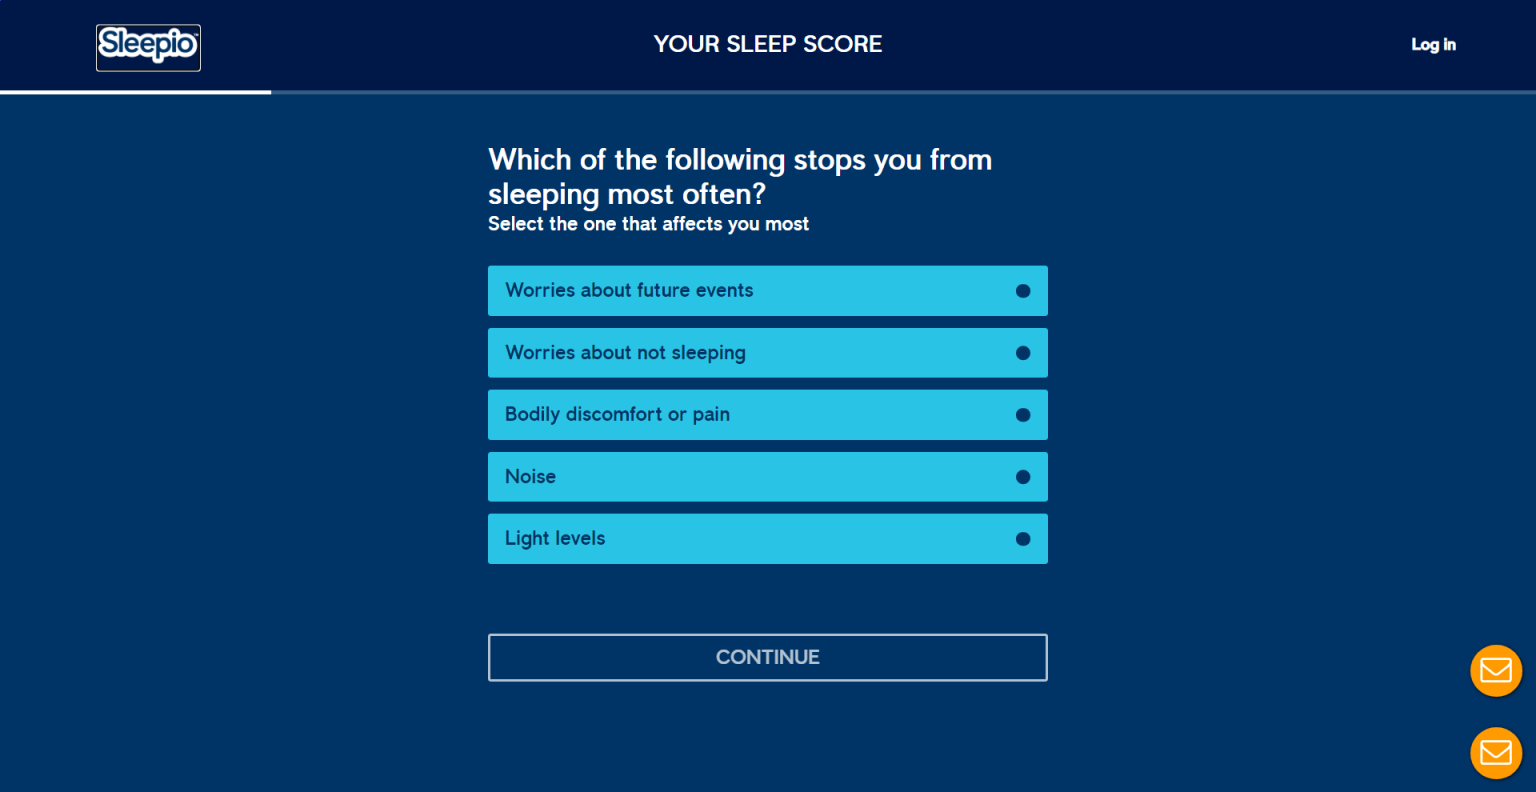 Sleepio™
YOUR SLEEP SCORE
Log in
Which of the following stops you from
sleeping most often?
Select the one that affects you most
Worries about future events
Worries about not sleeping
Bodily discomfort or pain
Noise
Light levels
CONTINUE